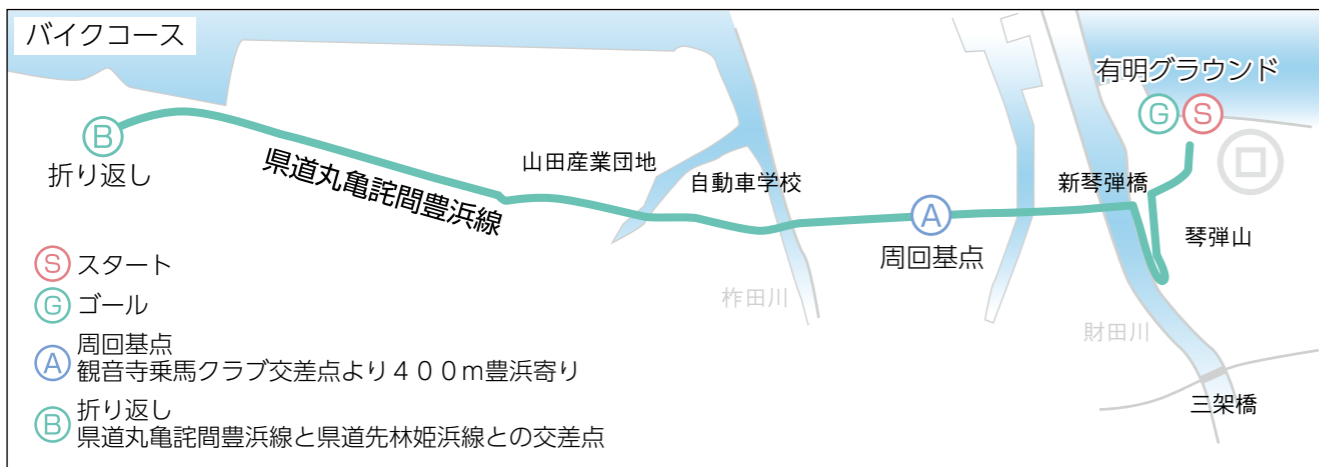 バイクコース
有明グラウンド
G S
B
折り返し
県道丸亀詫間豊浜線
山田産業団地
自動車学校
新琴弾橋
A
周回基点
琴弾山
柞田川
財田川
三架橋
S スタート
G ゴール
周回基点
A 観音寺乗馬クラブ交差点より４００ｍ豊浜寄り
折り返し
B 県道丸亀詫間豊浜線と県道先林姫浜線との交差点